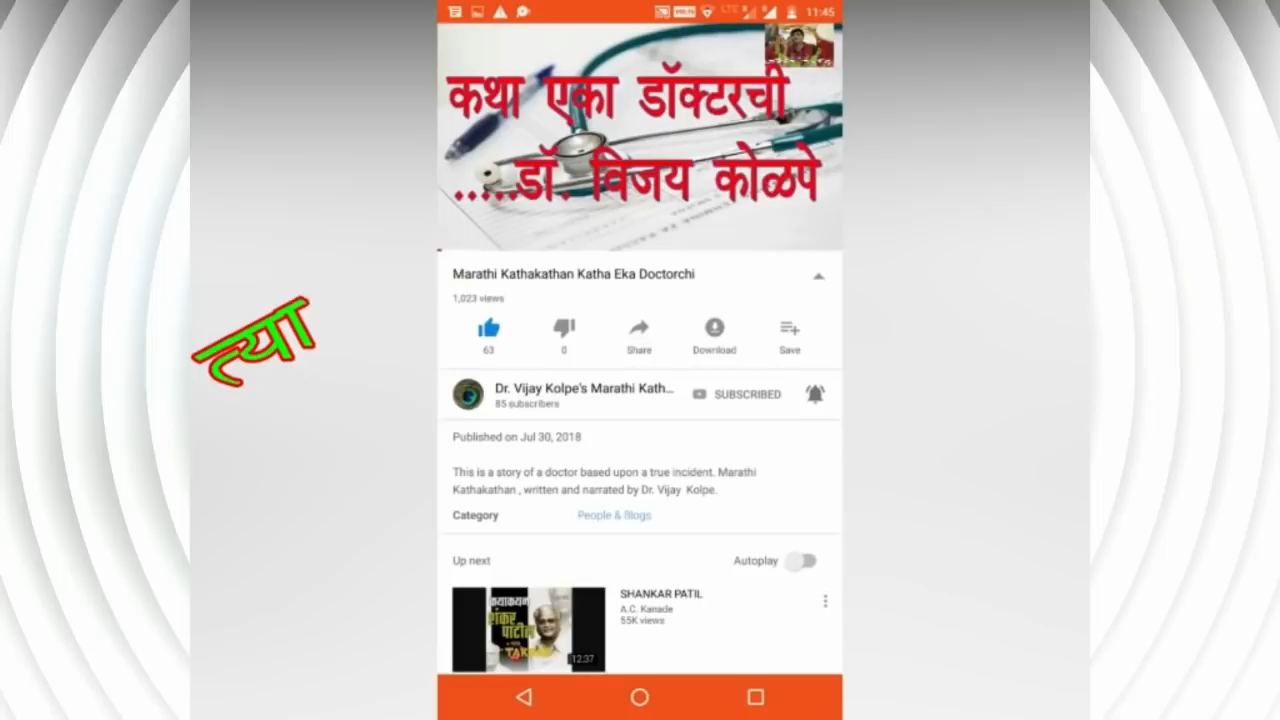 11:45
कथा एका डॉक्टरची
.....डॉ. विजय कोळपे
त्या
Marathi Kathakathan Katha Eka Doctorchi
1,023 views
63
0
Share
Download
Save
Dr. Vijay Kolpe's Marathi Kath...
85 subscribers
SUBSCRIBED
Published on Jul 30, 2018
This is a story of a doctor based upon a true incident. Marathi
Kathakathan , written and narrated by Dr. Vijay Kolpe.
Category
People & Blogs
Up next
Autoplay
कथाकथन
शंकर
पाटील
12:37
SHANKAR PATIL
A.C. Kanade
55K views